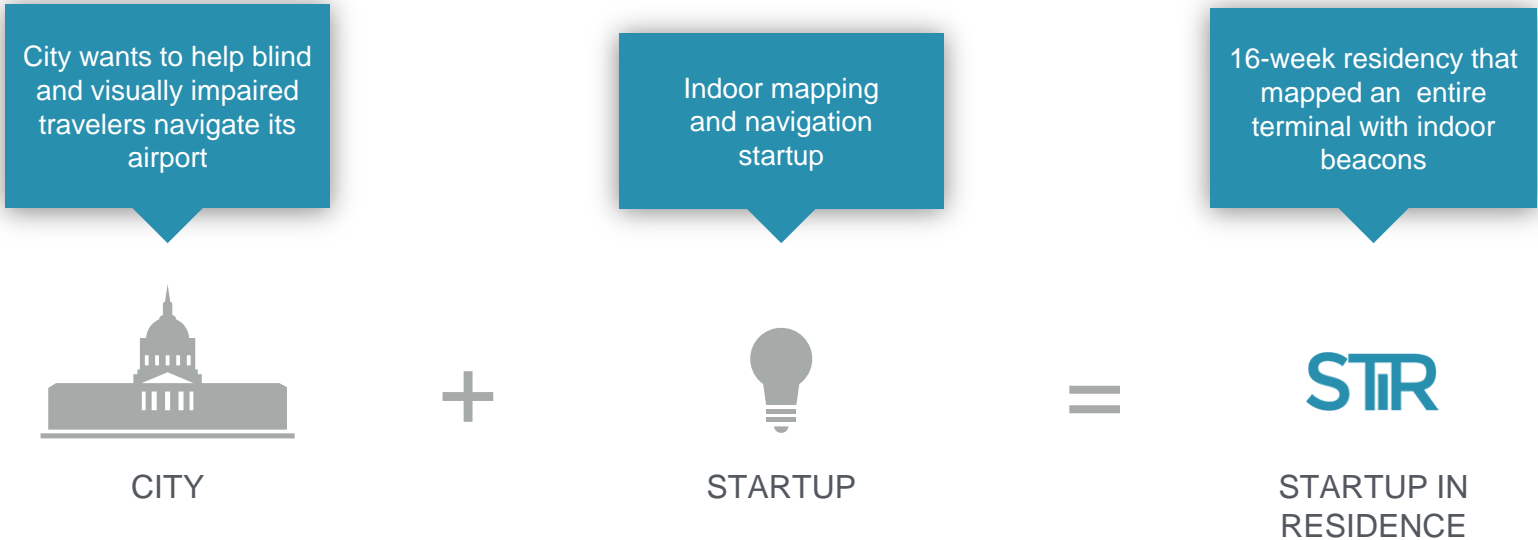 City wants to help blind
and visually impaired
travelers navigate its
airport
Indoor mapping
and navigation
startup
16-week residency that
mapped an entire
terminal with indoor
beacons
+
=
STiR
CITY
STARTUP
STARTUP IN
RESIDENCE